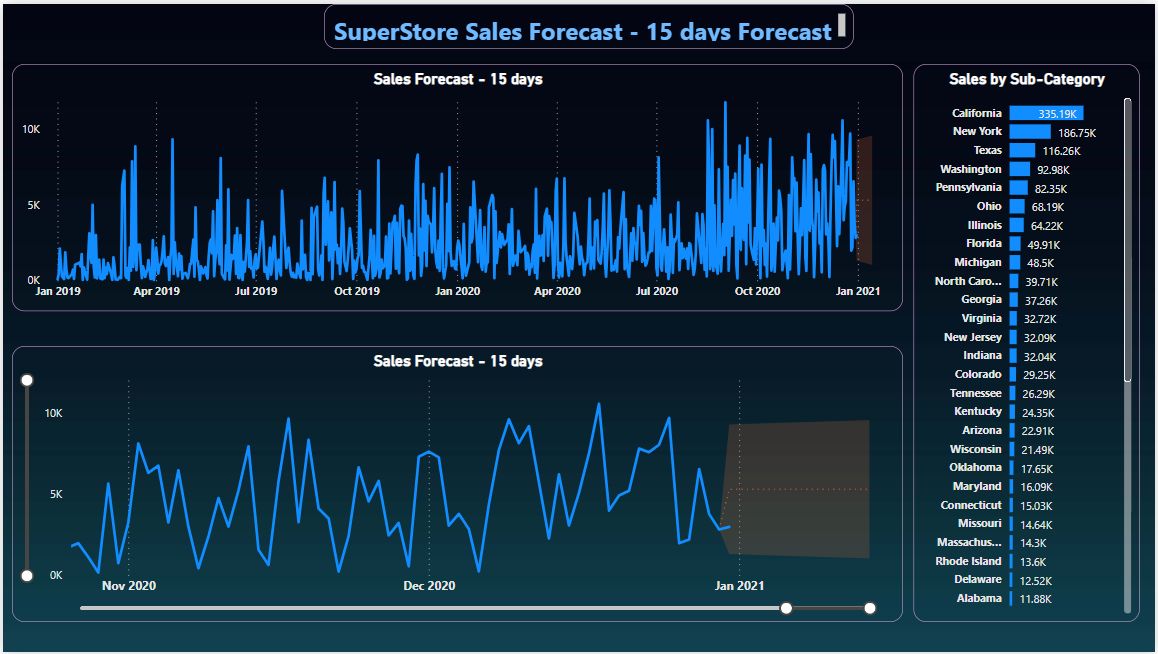 SuperStore Sales Forecast - 15 days Forecast
Sales Forecast - 15 days
10K
5K
0K
Jan 2019 Apr 2019 Jul 2019 Oct 2019 Jan 2020 Apr 2020 Jul 2020 Oct 2020 Jan 2021
Sales Forecast - 15 days
10K
5K
0K
Nov 2020 Dec 2020 Jan 2021
Sales by Sub-Category
California 335.19K
New York 186.75K
Texas 116.26K
Washington 92.98K
Pennsylvania 82.35K
Ohio 68.19K
Illinois 64.22K
Florida 49.91K
Michigan 48.5K
North Caro... 39.71K
Georgia 37.26K
Virginia 32.72K
New Jersey 32.09K
Indiana 32.04K
Colorado 29.25K
Tennessee 26.29K
Kentucky 24.35K
Arizona 22.91K
Wisconsin 21.49K
Oklahoma 17.65K
Maryland 16.09K
Connecticut 15.03K
Missouri 14.64K
Massachus... 14.3K
Rhode Island 13.6K
Delaware 12.52K
Alabama 11.88K